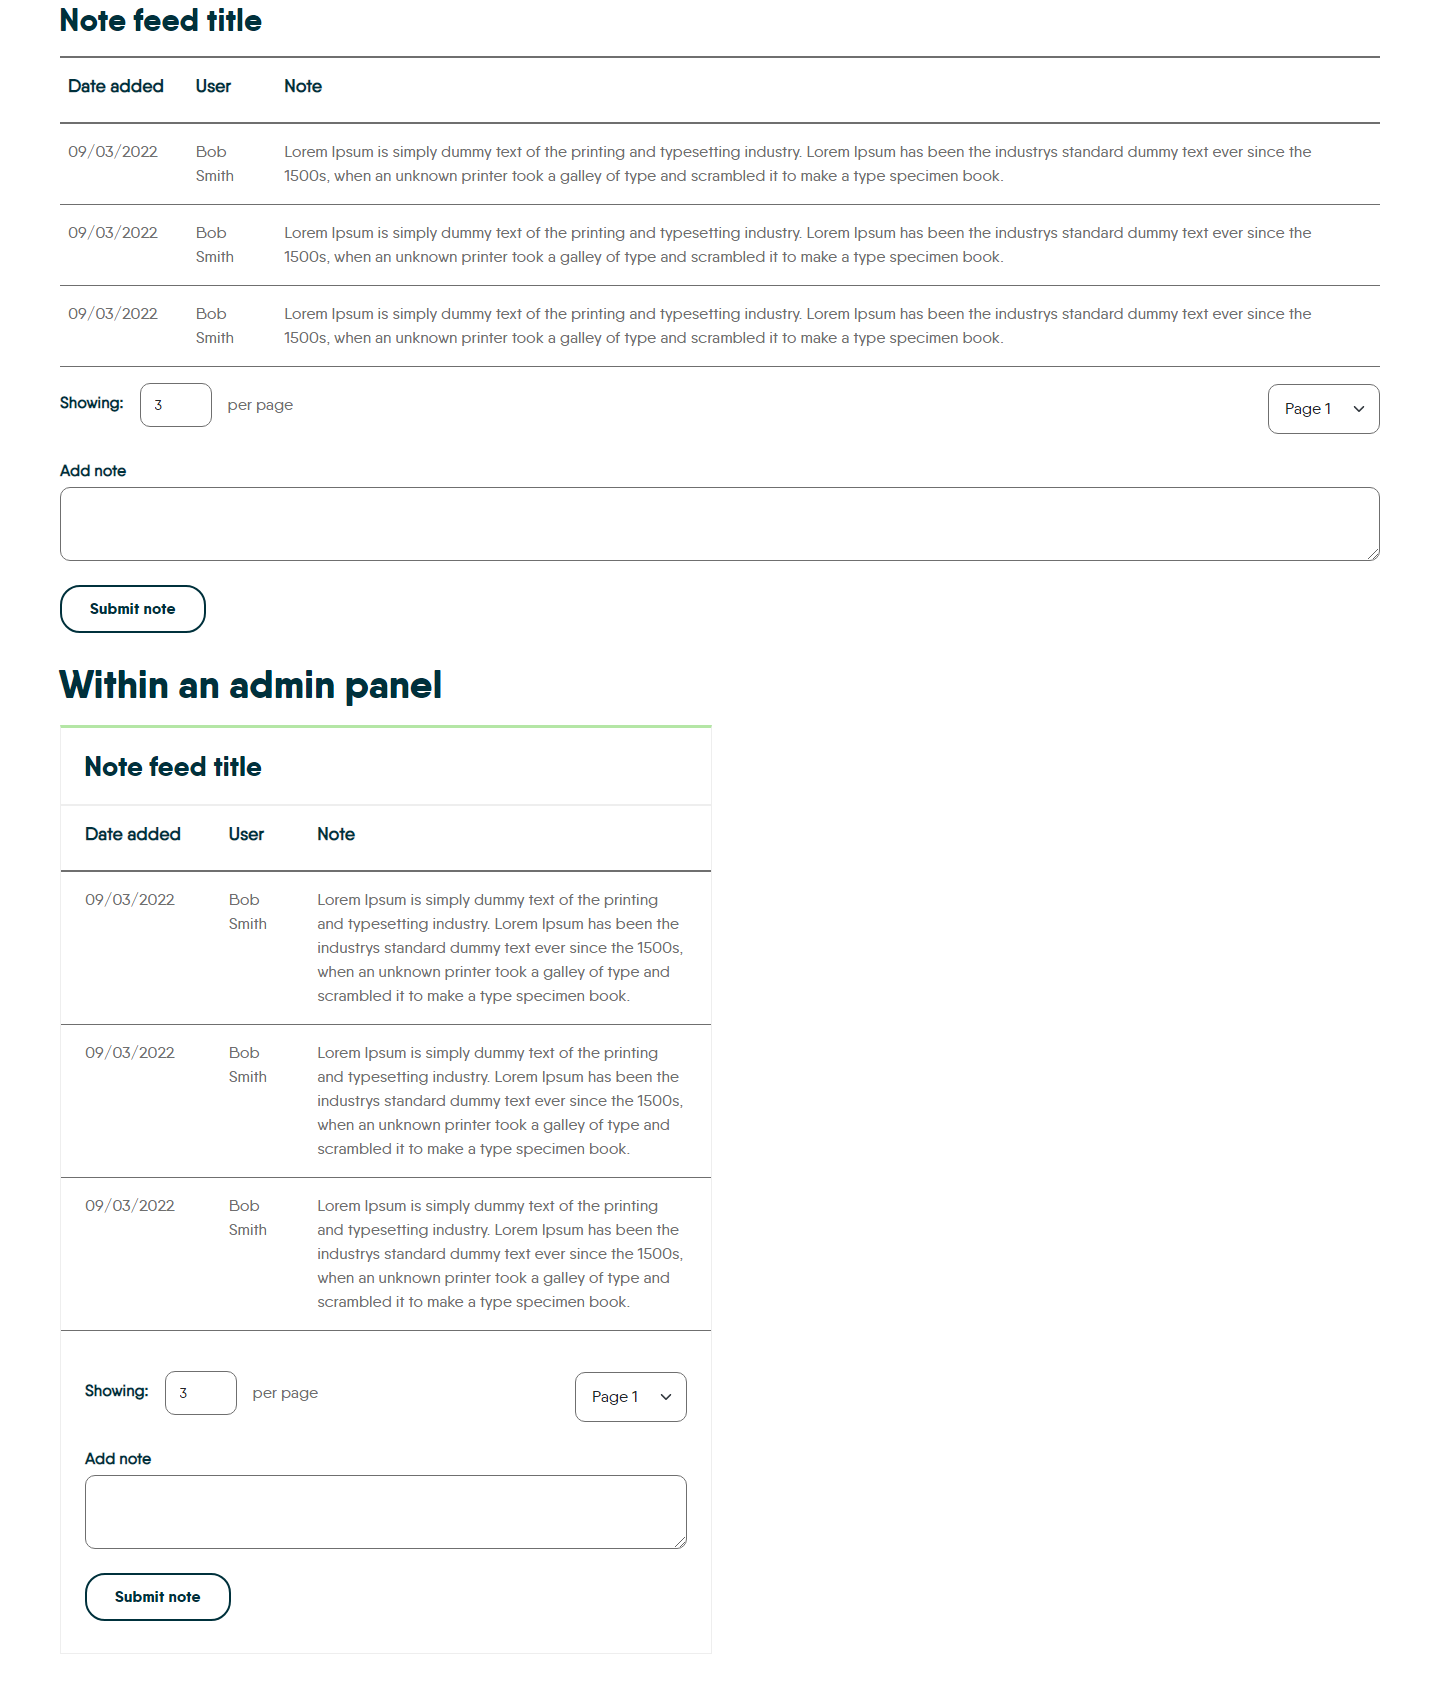 Note feed title
Date added User Note
09/03/2022 Bob Smith Lorem Ipsum is simply dummy text of the printing and typesetting industry. Lorem Ipsum has been the industrys standard dummy text ever since the
1500s, when an unknown printer took a galley of type and scrambled it to make a type specimen book.
09/03/2022 Bob Smith Lorem Ipsum is simply dummy text of the printing and typesetting industry. Lorem Ipsum has been the industrys standard dummy text ever since the
1500s, when an unknown printer took a galley of type and scrambled it to make a type specimen book.
09/03/2022 Bob Smith Lorem Ipsum is simply dummy text of the printing and typesetting industry. Lorem Ipsum has been the industrys standard dummy text ever since the
1500s, when an unknown printer took a galley of type and scrambled it to make a type specimen book.
Showing: 3 per page Page 1
Add note
Submit note
Within an admin panel
Note feed title
Date added User Note
09/03/2022 Bob Smith Lorem Ipsum is simply dummy text of the printing
and typesetting industry. Lorem Ipsum has been the
industrys standard dummy text ever since the 1500s,
when an unknown printer took a galley of type and
scrambled it to make a type specimen book.
09/03/2022 Bob Smith Lorem Ipsum is simply dummy text of the printing
and typesetting industry. Lorem Ipsum has been the
industrys standard dummy text ever since the 1500s,
when an unknown printer took a galley of type and
scrambled it to make a type specimen book.
09/03/2022 Bob Smith Lorem Ipsum is simply dummy text of the printing
and typesetting industry. Lorem Ipsum has been the
industrys standard dummy text ever since the 1500s,
when an unknown printer took a galley of type and
scrambled it to make a type specimen book.
Showing: 3 per page Page 1
Add note
Submit note